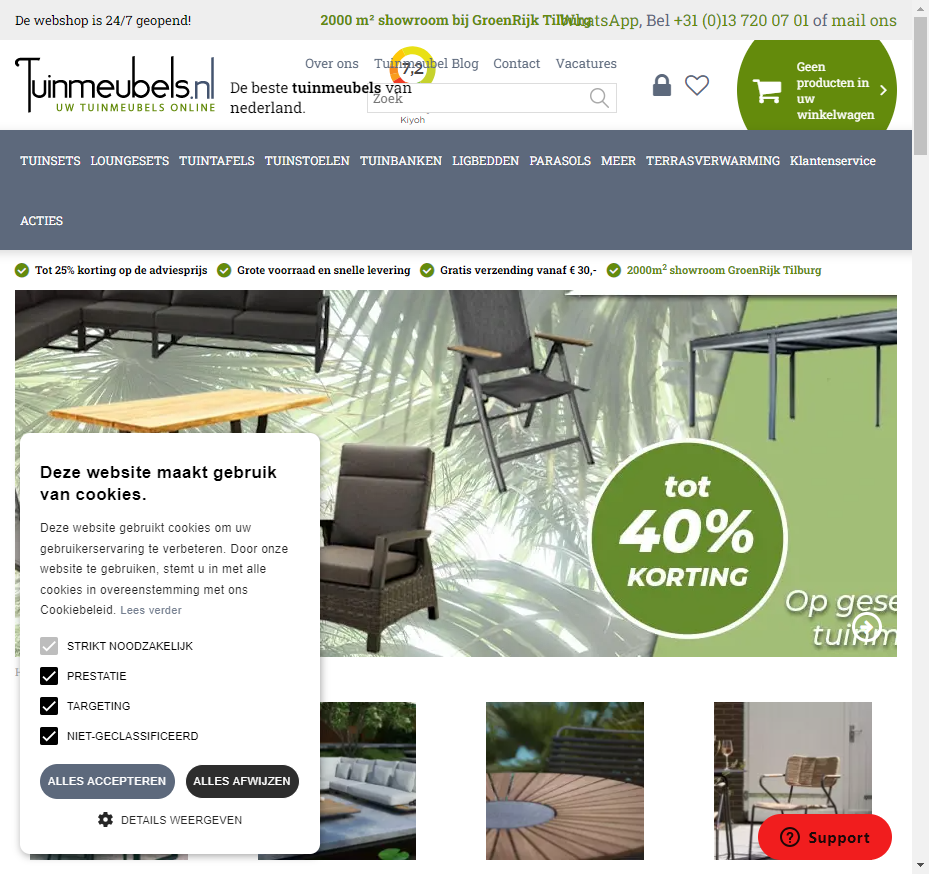 De webshop is 24/7 geopend!
2000 m² showroom bij GroenRijk Tilburg
WhatsApp, Bel +31 (0)13 720 07 01 of mail ons
Over ons Tuinmeubel Blog Contact Vacatures
7,2
Tuinmeubels.nl
UW TUINMEUBELS ONLINE
De beste tuinmeubels van
nederland.
Zoek
Kiyoh
Geen
producten in
uw
winkelwagen
TUINSETS LOUNGESETS TUINTAFELS TUINSTOELEN TUINBANKEN LIGBEDDEN PARASOLS MEER TERRASVERWARMING Klantenservice
ACTIES
Tot 25% korting op de adviesprijs Grote voorraad en snelle levering Gratis verzending vanaf € 30,- 2000m² showroom GroenRijk Tilburg
tot
40%
KORTING
Op gese
tuinm
Deze website maakt gebruik
van cookies.
Deze website gebruikt cookies om uw
gebruikerservaring te verbeteren. Door onze
website te gebruiken, stemt u in met alle
cookies in overeenstemming met ons
Cookiebeleid. Lees verder
STRIKT NOODZAKELIJK
PRESTATIE
TARGETING
NIET-GECLASSIFICEERD
ALLES ACCEPTEREN ALLES AFWIJZEN
DETAILS WEERGEVEN
Support